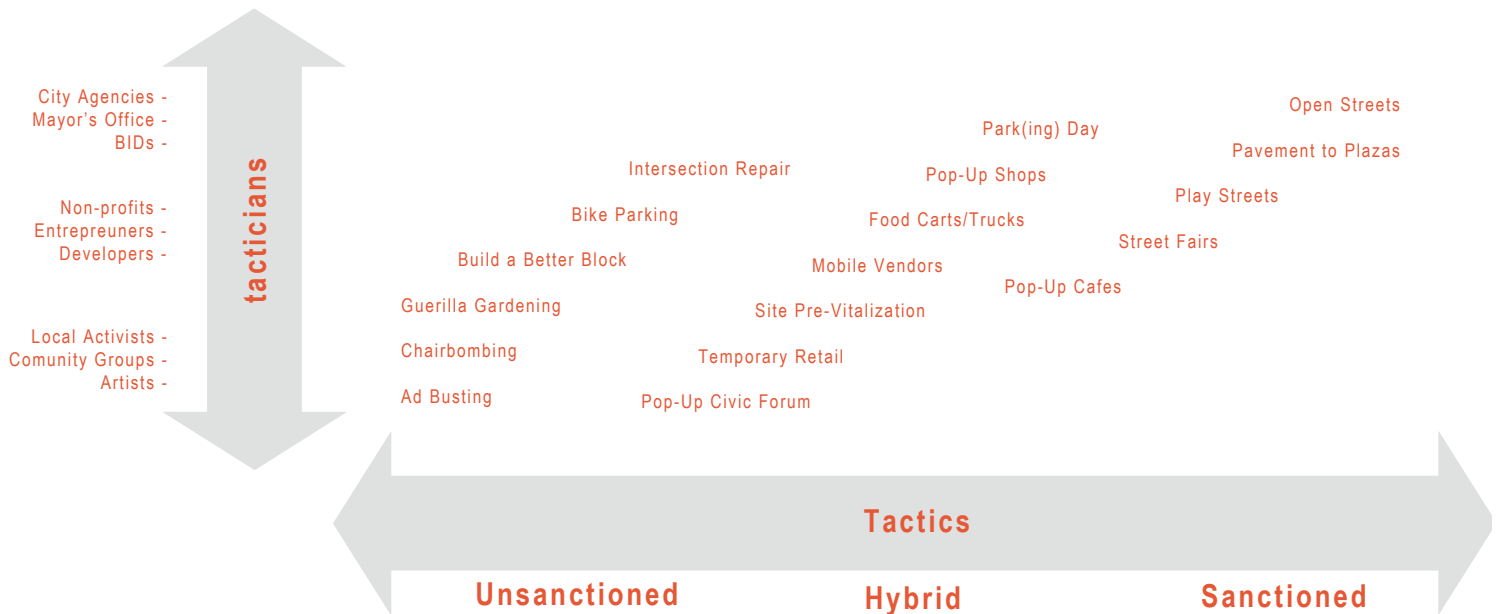 City Agencies -
Mayor's Office -
BIDs -
Non-profits -
Entrepreuners -
Developers -
Local Activists -
Comunity Groups -
Artists -
tacticians
Open Streets
Park(ing) Day
Pavement to Plazas
Intersection Repair
Pop-Up Shops
Play Streets
Bike Parking
Food Carts/Trucks
Street Fairs
Build a Better Block
Mobile Vendors
Pop-Up Cafes
Guerilla Gardening
Site Pre-Vitalization
Chairbombing
Temporary Retail
Ad Busting
Pop-Up Civic Forum
Tactics
Unsanctioned
Hybrid
Sanctioned